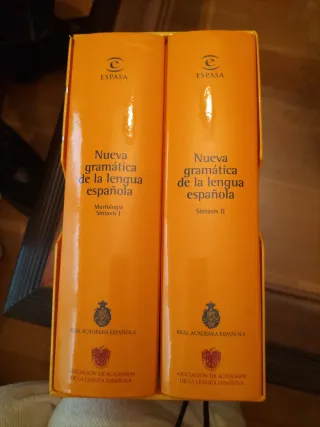 ESPASA
Nueva
gramática
de la lengua
española
Morfología
Sintaxis I
REAL ACADEMIA ESPAÑOLA
ASOCIACIÓN DE ACADEMIAS
DE LA LENGUA ESPAÑOLA
ESPASA
Nueva
gramática
de la lengua
española
Sintaxis II
REAL ACADEMIA ESPAÑOLA
ASOCIACIÓN DE ACADEMIAS
DE LA LENGUA ESPAÑOLA